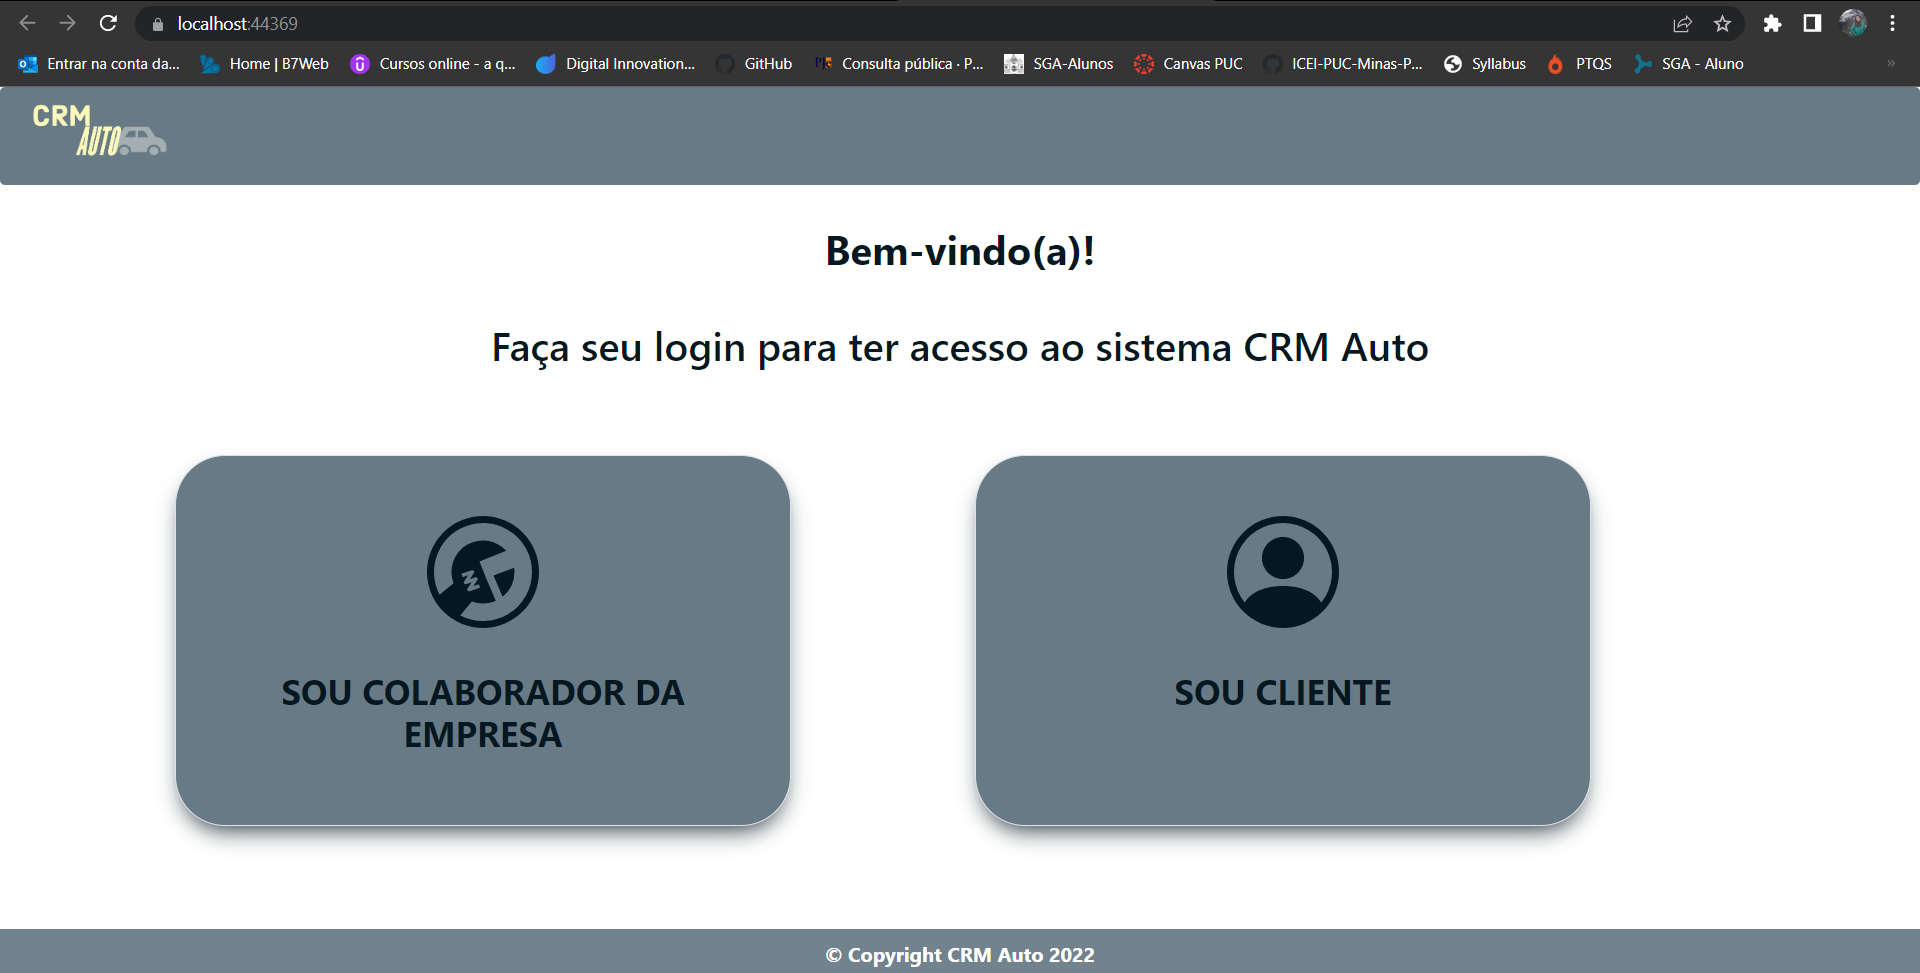 localhost:44369
Entrar na conta da... Home | B7Web Cursos online - a q... Digital Innovation... GitHub Consulta pública · P... SGA-Alunos Canvas PUC ICEI-PUC-Minas-P... Syllabus PTQS SGA - Aluno
CRM
AUTO
Bem-vindo(a)!
Faça seu login para ter acesso ao sistema CRM Auto
SOU COLABORADOR DA
EMPRESA
SOU CLIENTE
© Copyright CRM Auto 2022